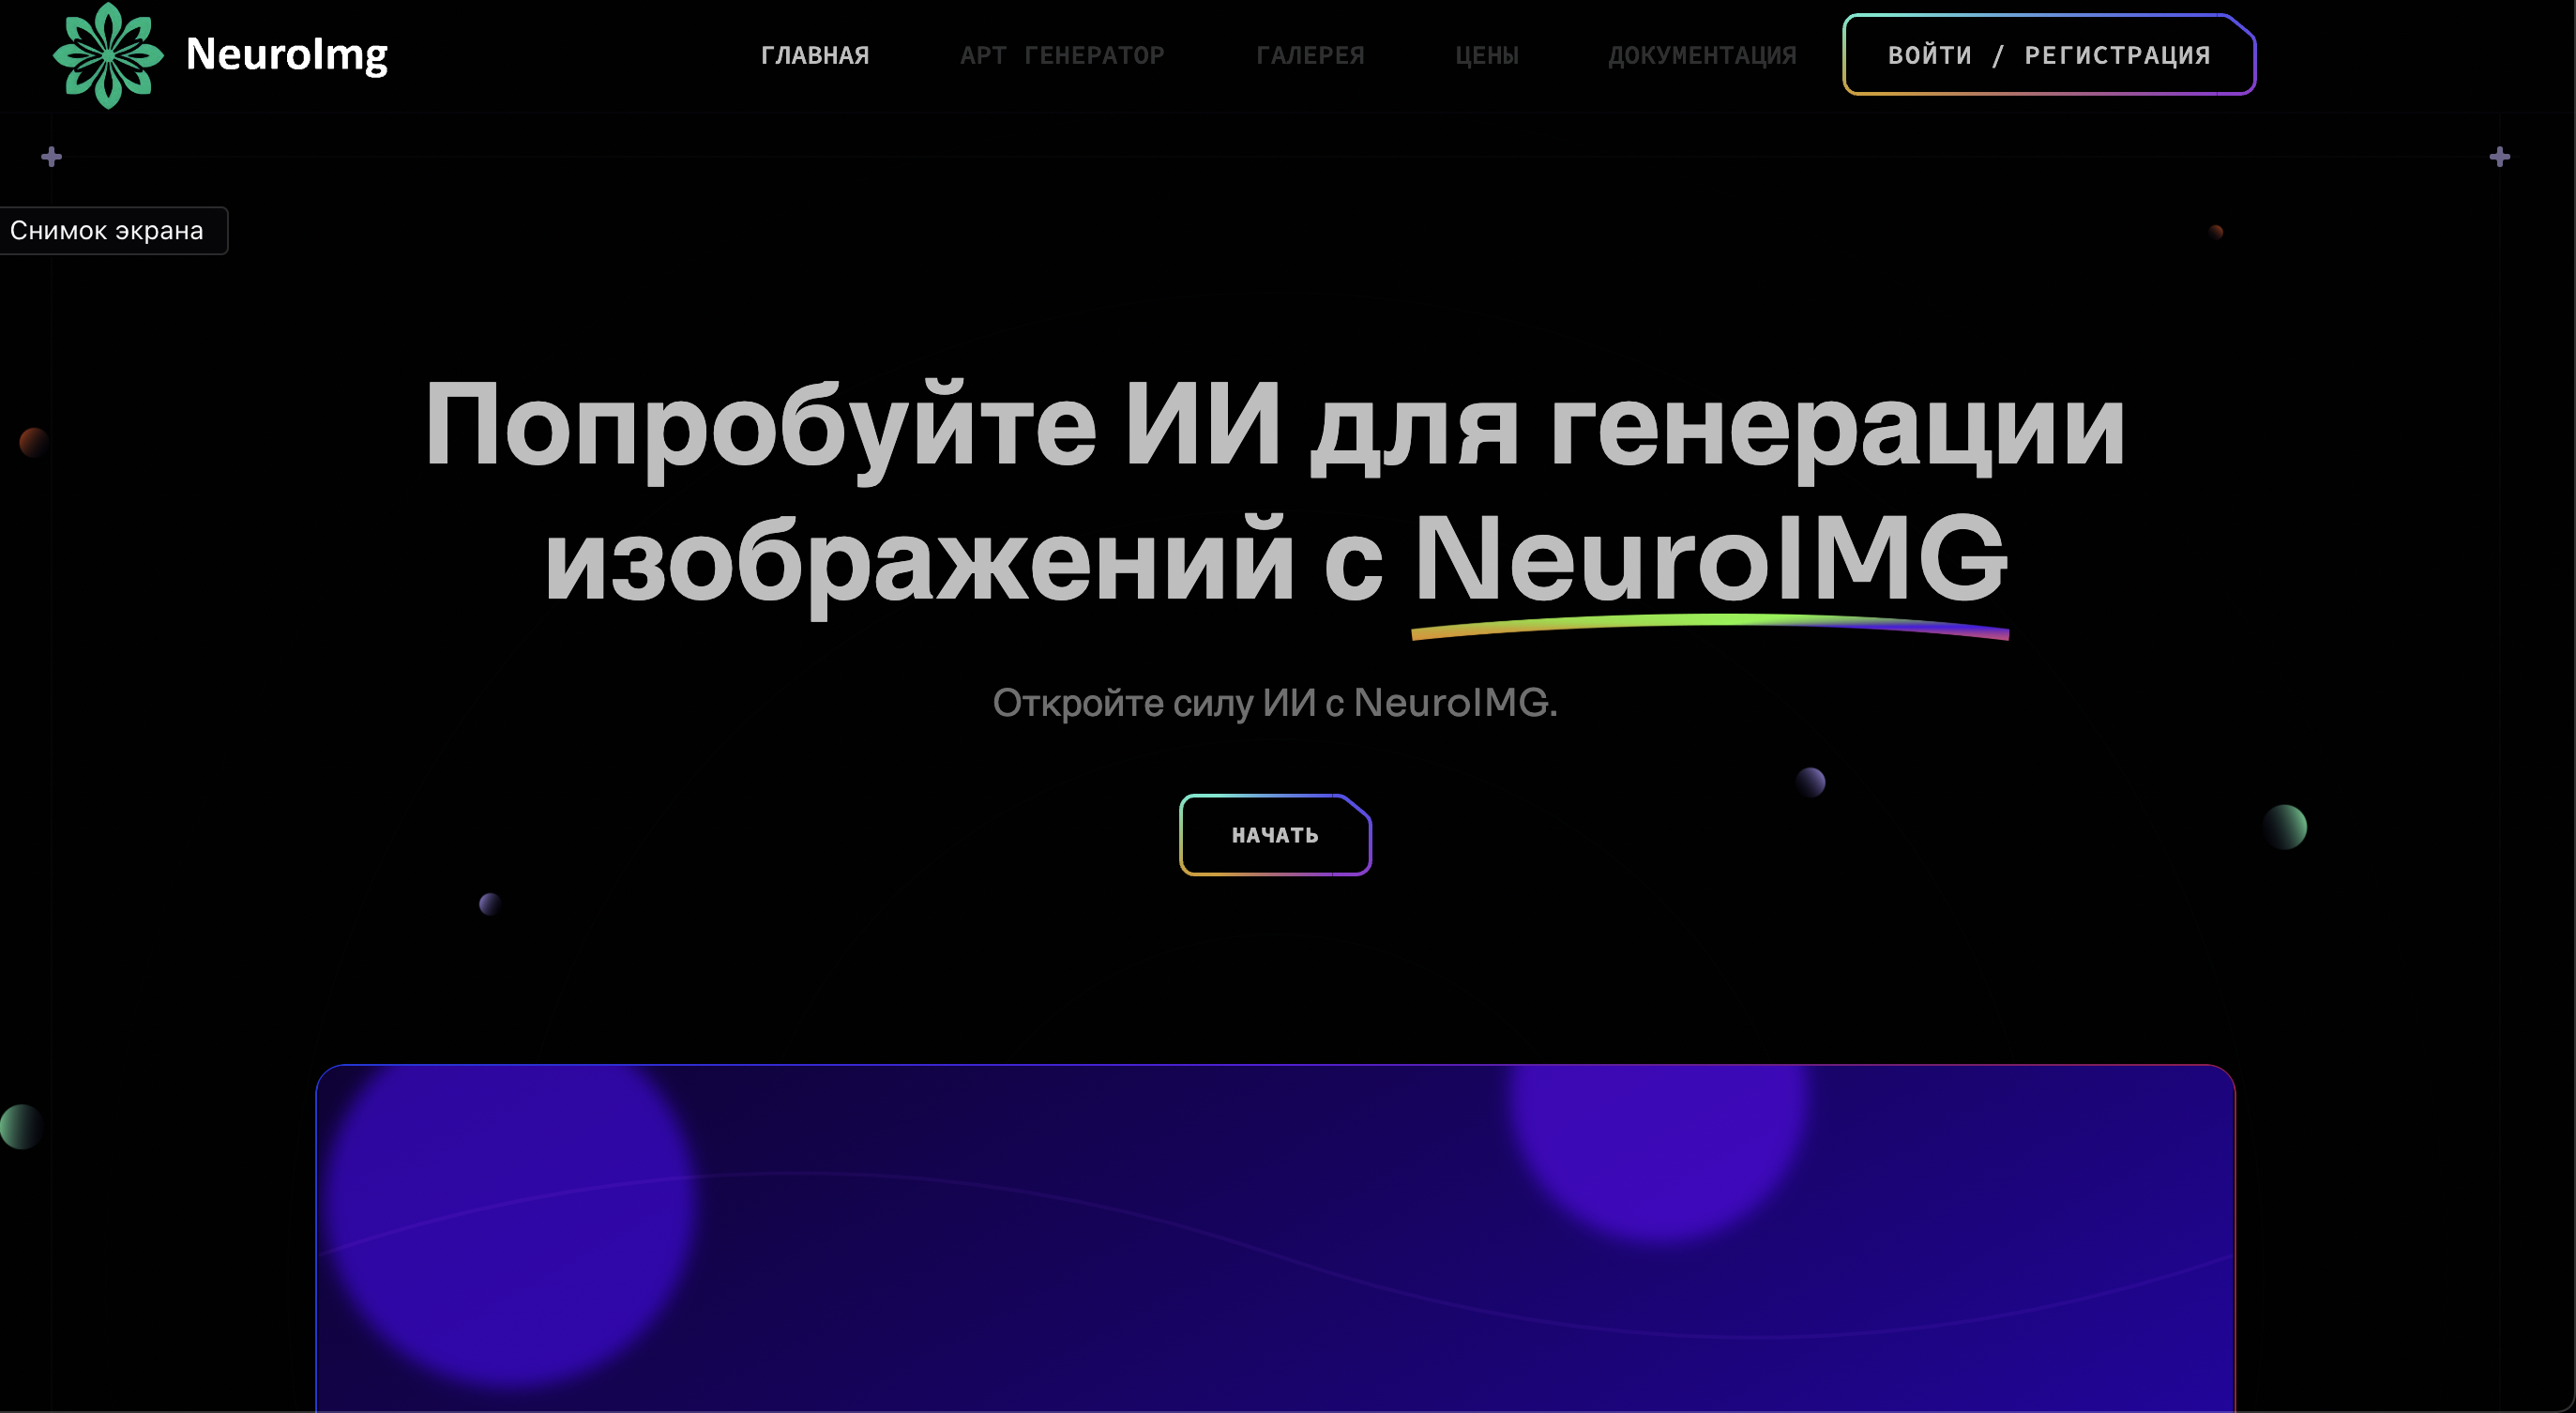 NeuroImg
ГЛАВНАЯ
АРТ ГЕНЕРАТОР
ГАЛЕРЕЯ
ЦЕНЫ
ДОКУМЕНТАЦИЯ
ВОЙТИ / РЕГИСТРАЦИЯ
Снимок экрана
Попробуйте ИИ для генерации
изображений с NeuroIMG
Откройте силу ИИ с NeuroIMG.
НАЧАТЬ